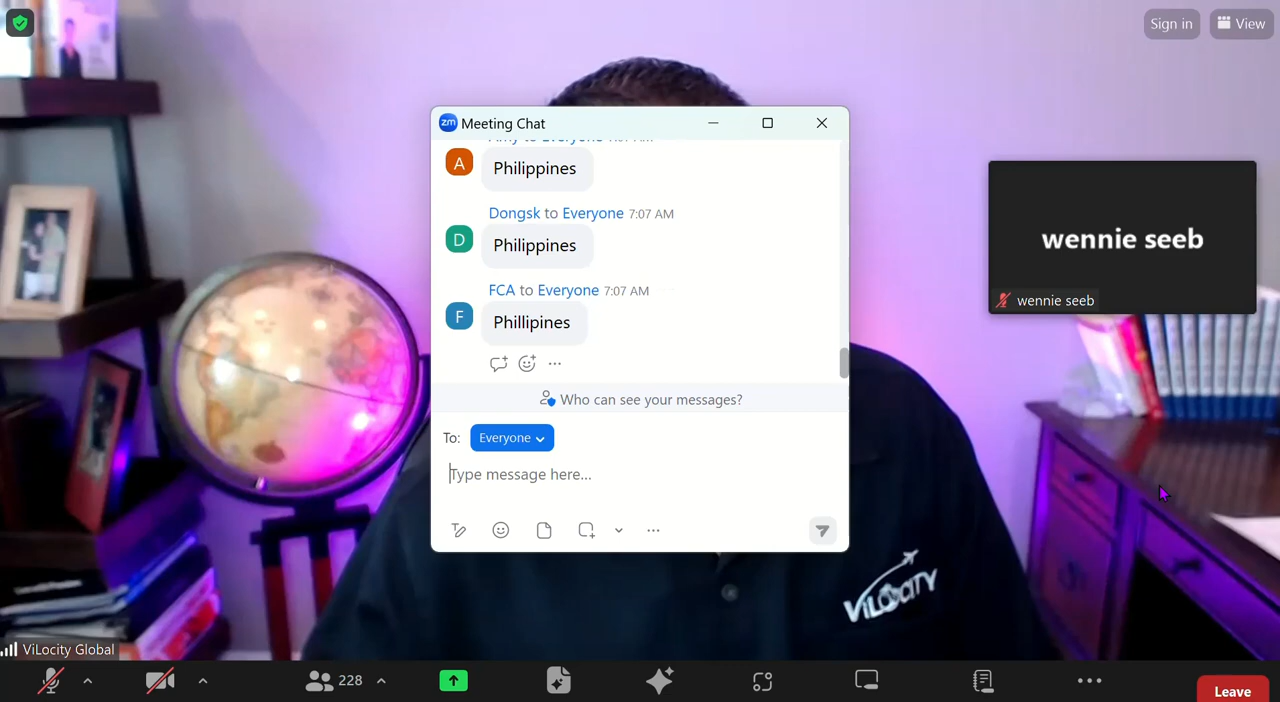 Sign in
View
zm Meeting Chat
A
Philippines
Dongsk to Everyone 7:07 AM
D
Philippines
FCA to Everyone 7:07 AM
F
Phillipines
Who can see your messages?
To: Everyone
Type message here...
wennie seeb
wennie seeb
ViLOCITY
ViLocity Global
228
Leave